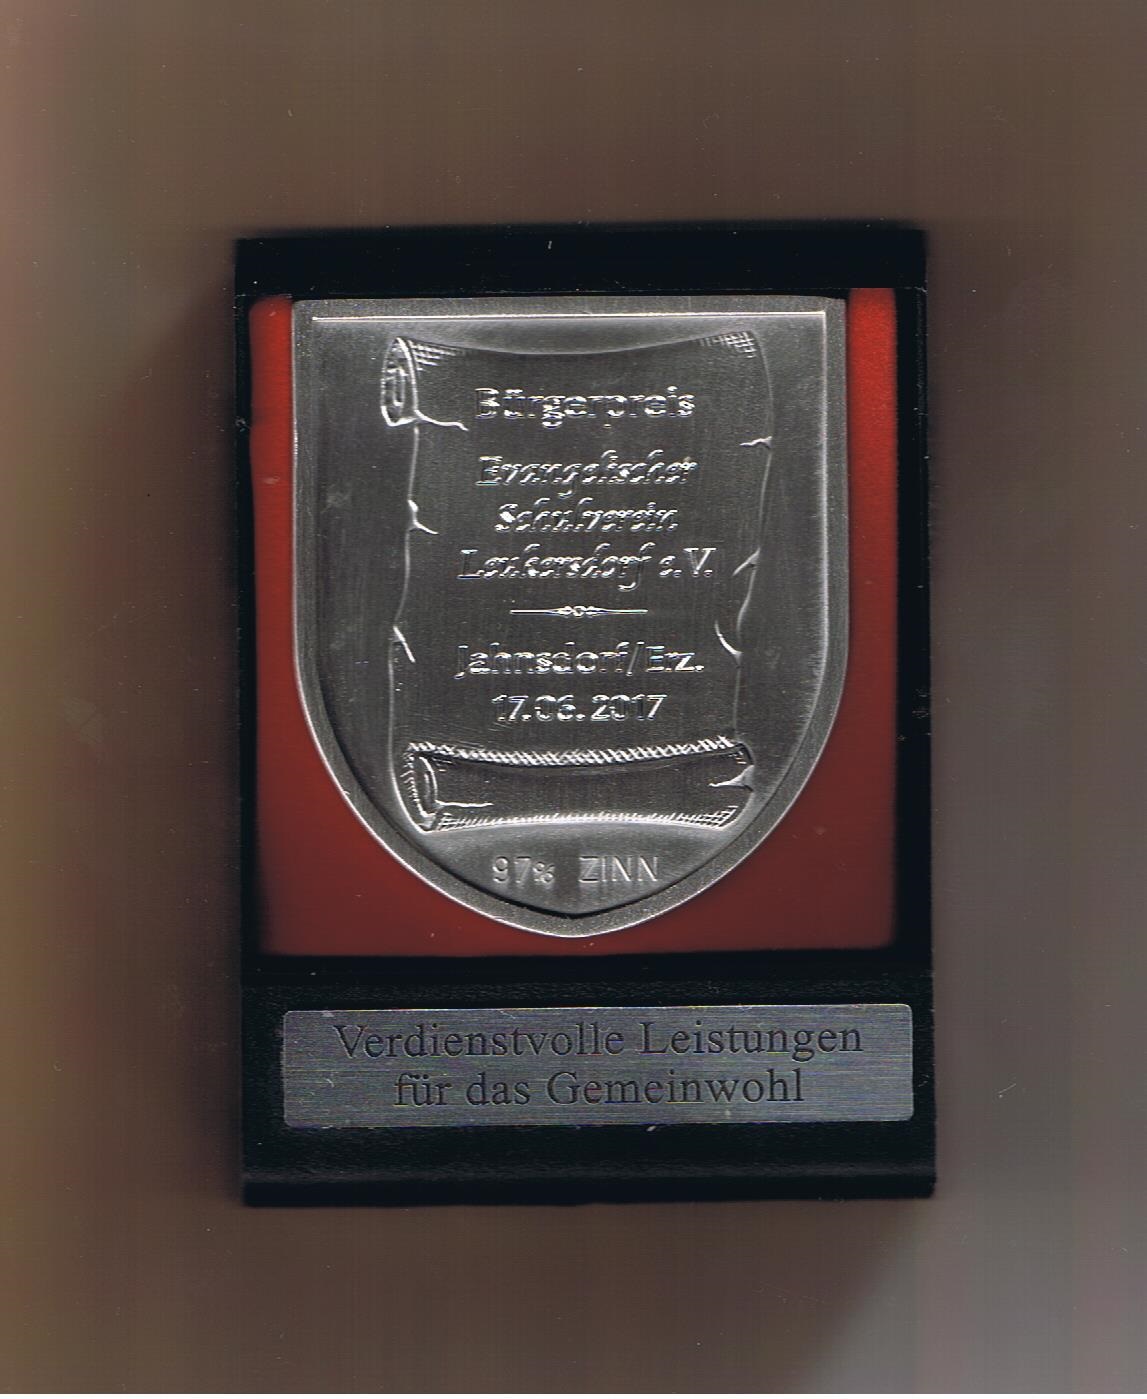 Bürgerpreis
Evangelischer
Schulverein
Leukersdorf e.V.
Jahnsdorf/Erz.
17.06.2017
97% ZINN
Verdienstvolle Leistungen
für das Gemeinwohl